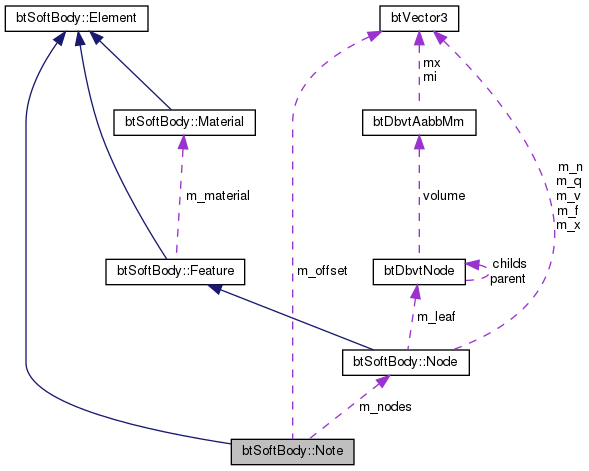 btSoftBody::Element
btVector3
mx
mi
btSoftBody::Material
btDbvtAabbMm
m_n
m_q
m_v
m_f
m_x
m_material
volume
btSoftBody::Feature
m_offset
btDbvtNode
childs
parent
m_leaf
btSoftBody::Node
m_nodes
btSoftBody::Note